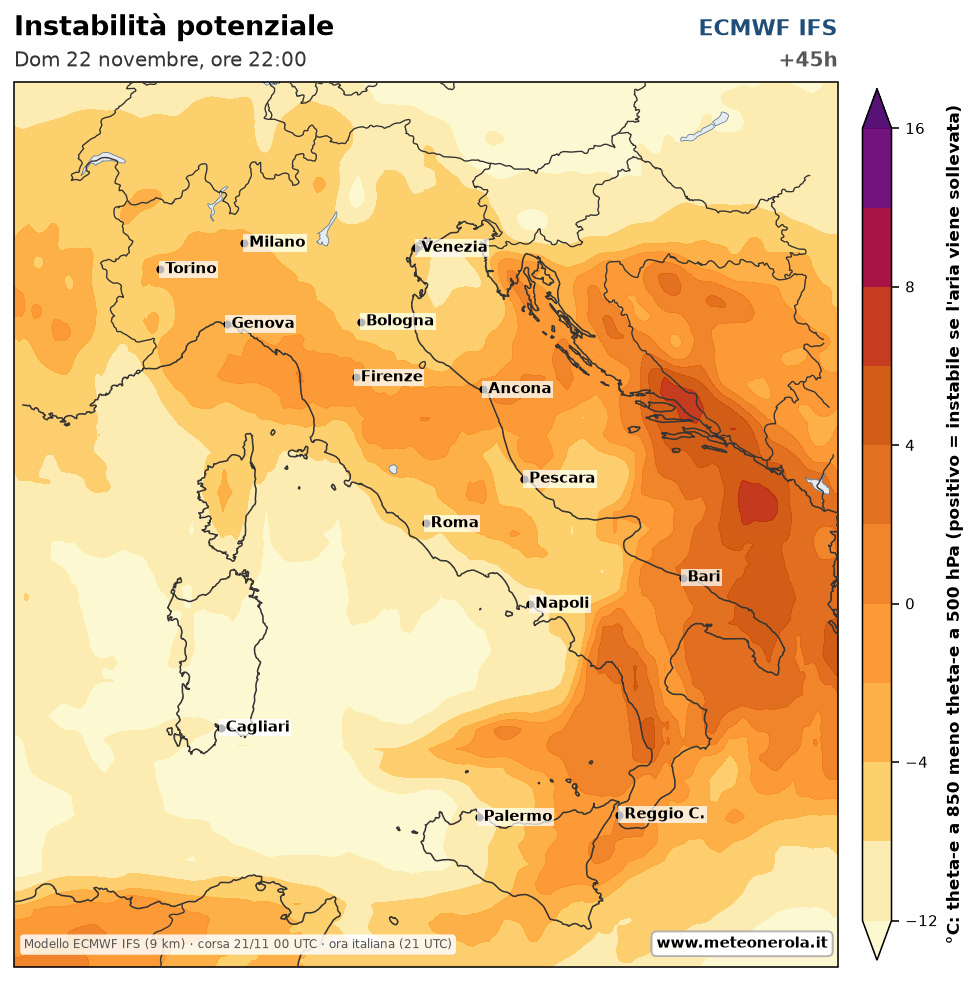 Instabilità potenziale
ECMWF IFS
Dom 22 novembre, ore 22:00
+45h
Milano
Venezia
Torino
Genova
Bologna
Firenze
Ancona
Pescara
Roma
Bari
Napoli
Cagliari
Palermo
Reggio C.
16
8
4
0
−4
−12
°C: theta-e a 850 meno theta-e a 500 hPa (positivo = instabile se l'aria viene sollevata)
Modello ECMWF IFS (9 km) · corsa 21/11 00 UTC · ora italiana (21 UTC)
www.meteonerola.it